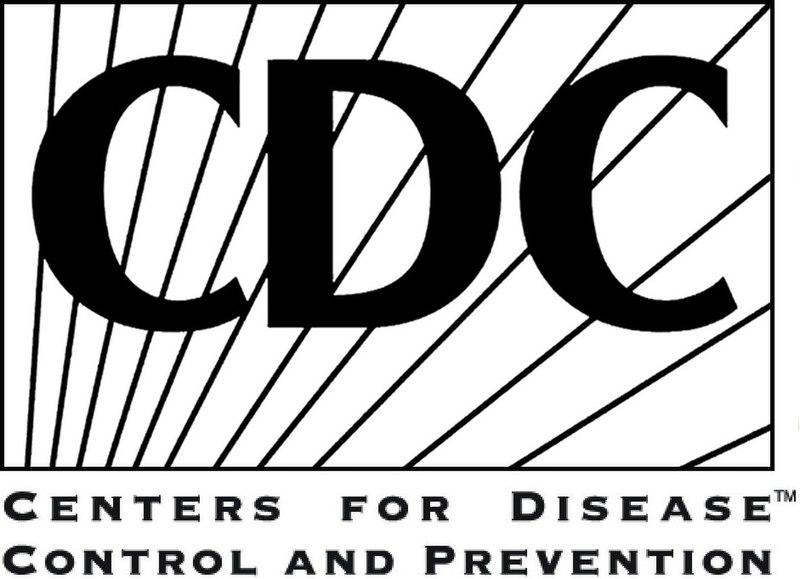 CDC
CENTERS FOR DISEASE™
CONTROL AND PREVENTION